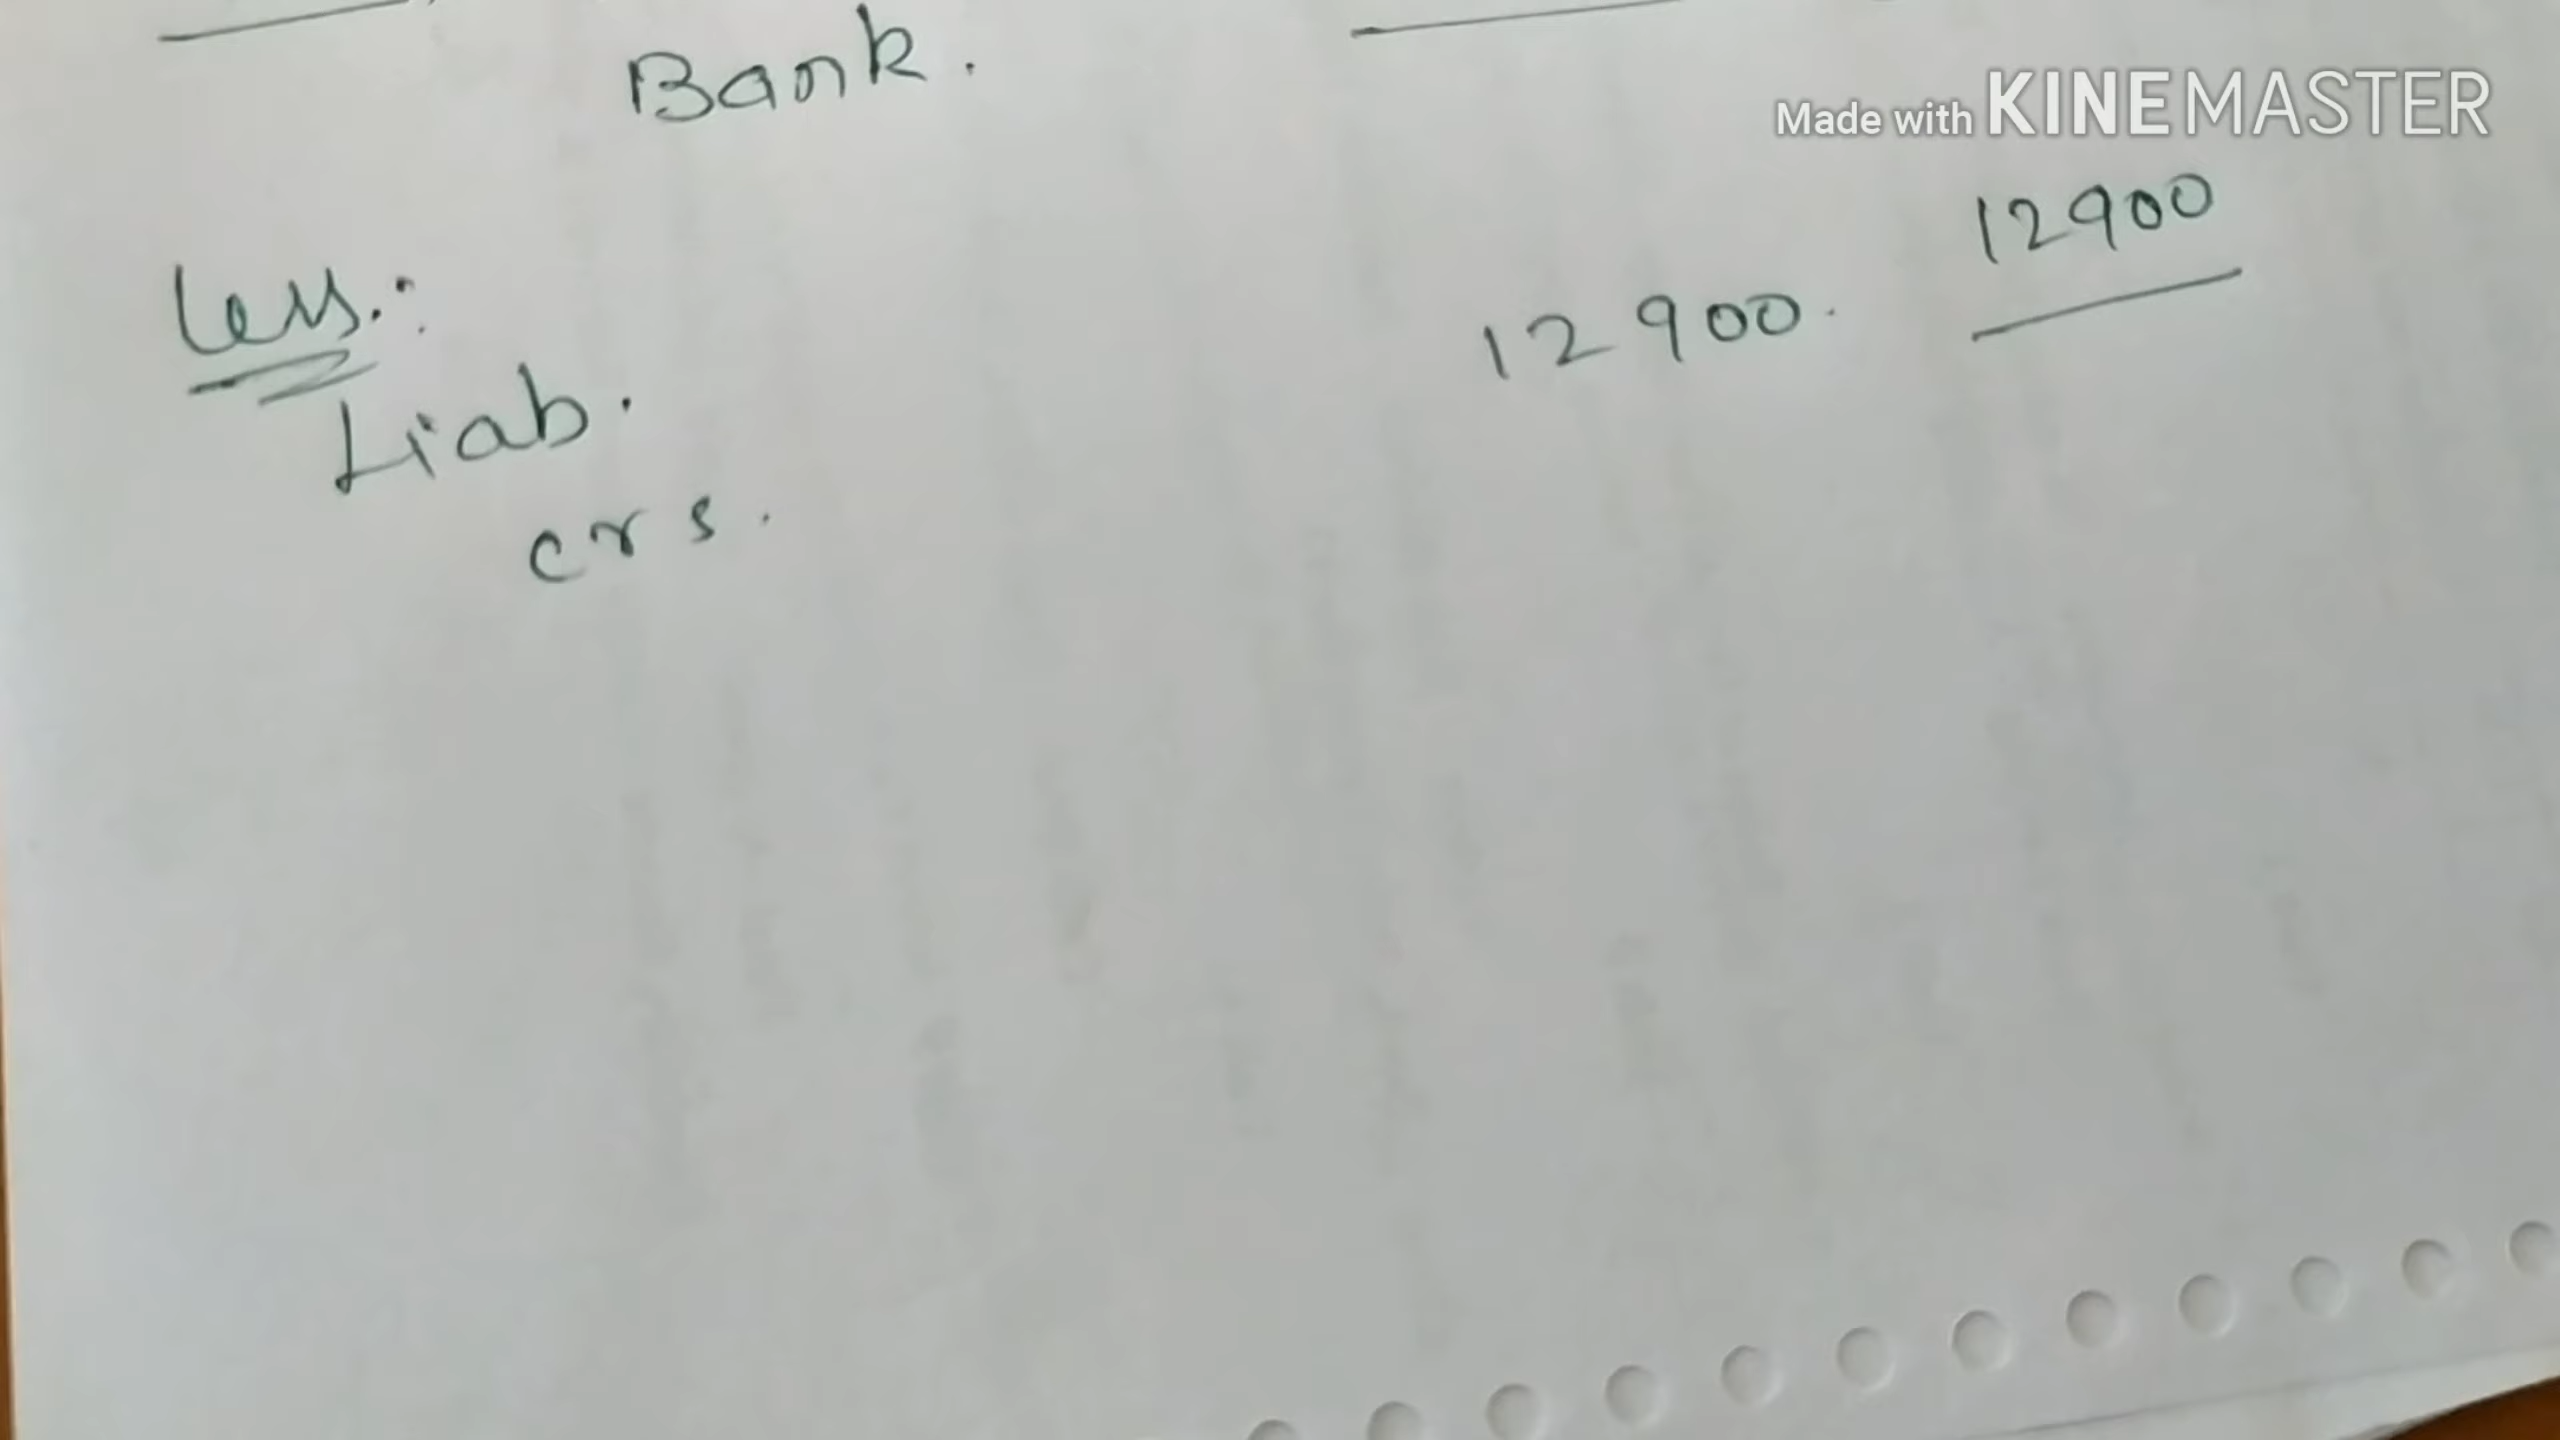 Bank.
Made with KINEMASTER
12900
Less:
12900.
Liab.
crs.